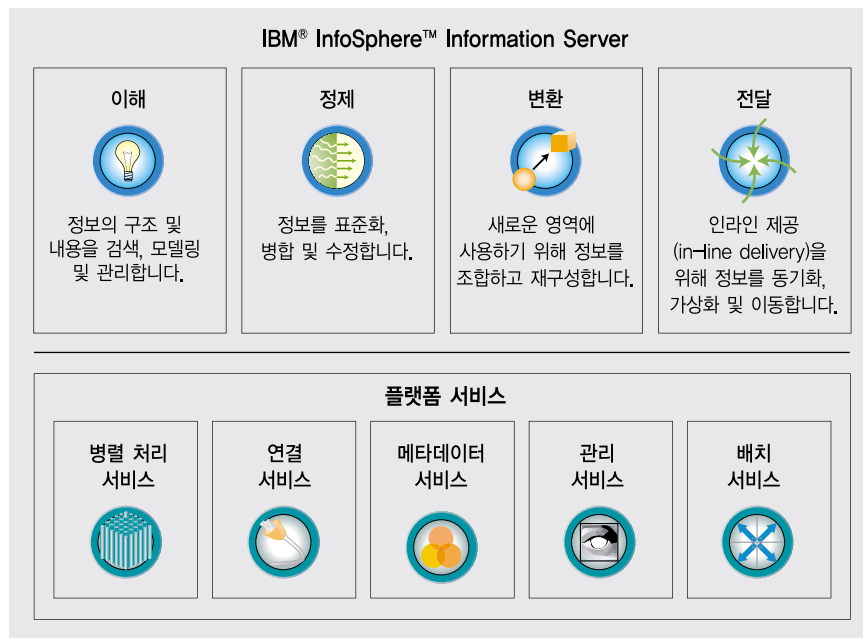 IBM® InfoSphere™ Information Server
이해
정보의 구조 및
내용을 검색, 모델링
및 관리합니다.
정제
정보를 표준화,
병합 및 수정합니다.
변환
새로운 영역에
사용하기 위해 정보를
조합하고 재구성합니다.
전달
인라인 제공
(in-line delivery)을
위해 정보를 동기화,
가상화 및 이동합니다.
플랫폼 서비스
병렬 처리
서비스
연결
서비스
메타데이터
서비스
관리
서비스
배치
서비스